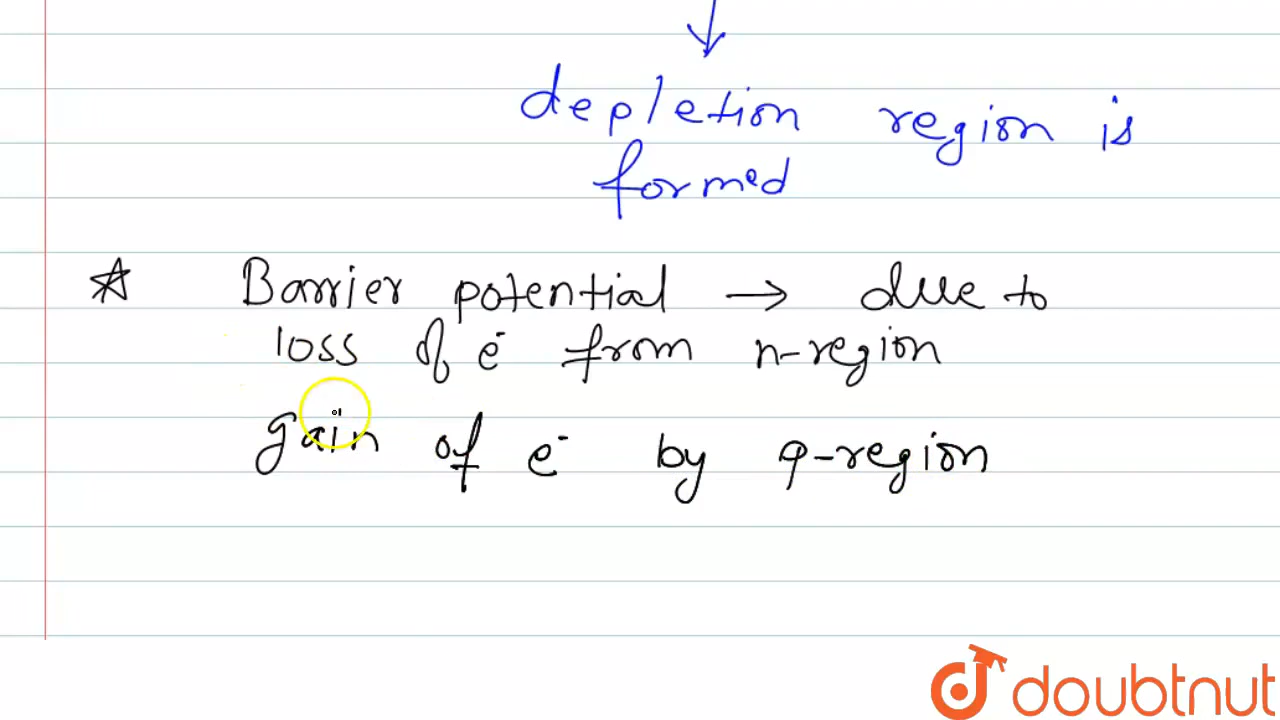 ↓
depletion region is
formed
☆ Barrier potential → due to
loss of e⁻ from n-region
gain of e⁻ by p-region
doubtnut